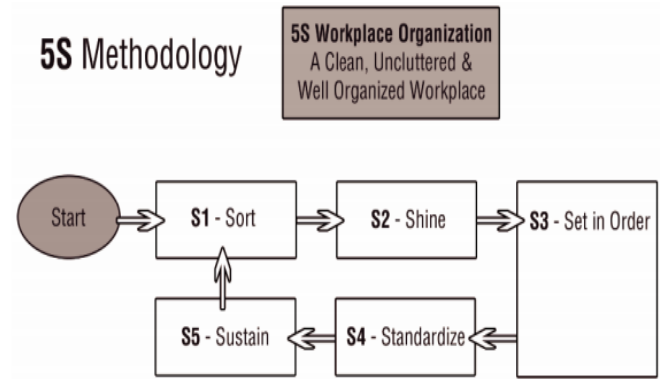 5S Methodology
5S Workplace Organization
A Clean, Uncluttered &
Well Organized Workplace
Start
S1 - Sort
S2 - Shine
S3 - Set in Order
S5 - Sustain
S4 - Standardize